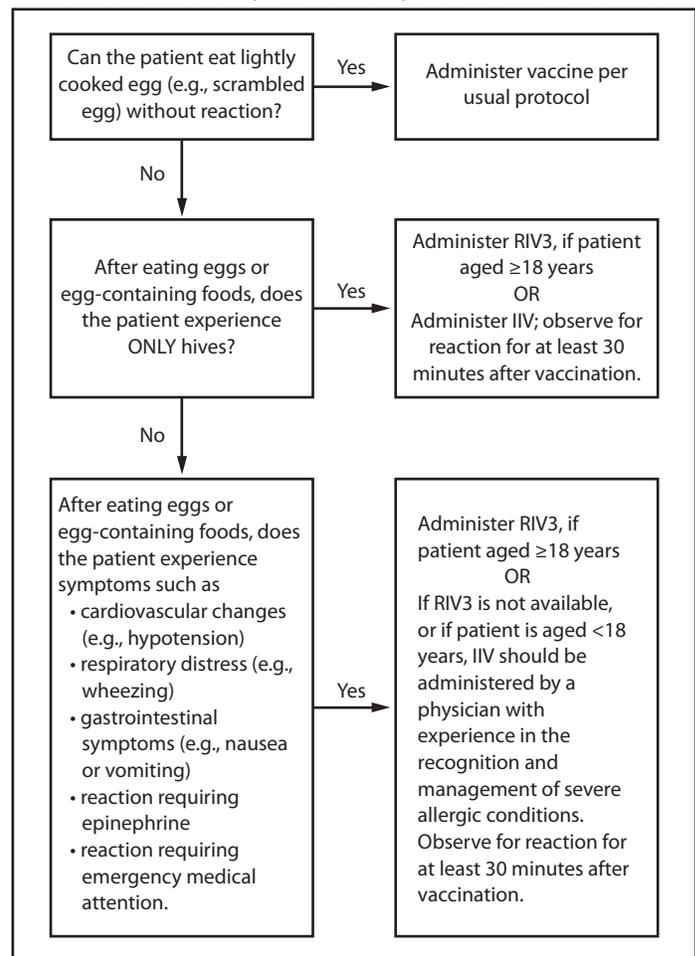 Can the patient eat lightly
cooked egg (e.g., scrambled
egg) without reaction?
Yes
Administer vaccine per
usual protocol
No
After eating eggs or
egg-containing foods, does
the patient experience
ONLY hives?
Yes
Administer RIV3, if patient
aged ≥18 years
OR
Administer IIV; observe for
reaction for at least 30
minutes after vaccination.
No
After eating eggs or
egg-containing foods, does
the patient experience
symptoms such as
• cardiovascular changes
(e.g., hypotension)
• respiratory distress (e.g.,
wheezing)
• gastrointestinal
symptoms (e.g., nausea
or vomiting)
• reaction requiring
epinephrine
• reaction requiring
emergency medical
attention.
Yes
Administer RIV3, if
patient aged ≥18 years
OR
If RIV3 is not available,
or if patient is aged <18
years, IIV should be
administered by a
physician with
experience in the
recognition and
management of severe
allergic conditions.
Observe for reaction for
at least 30 minutes after
vaccination.